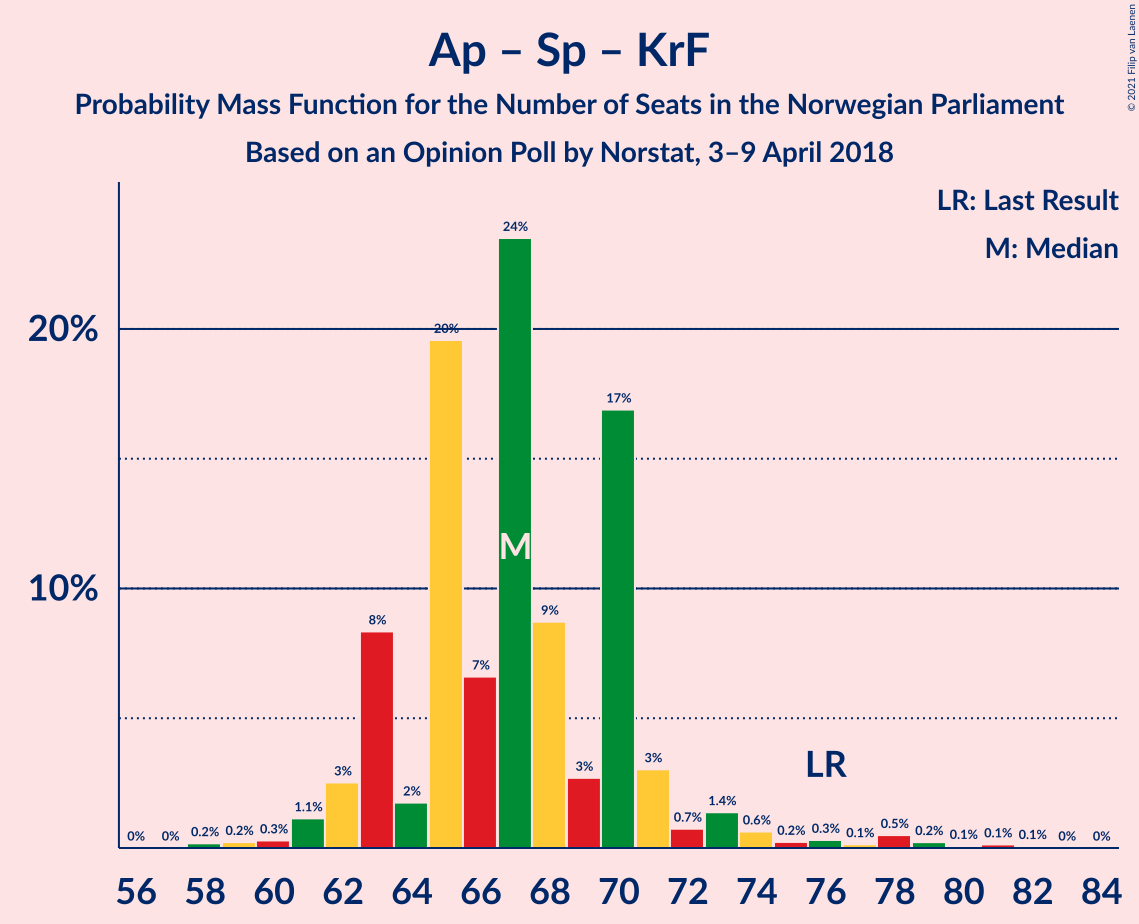 Ap – Sp – KrF
Probability Mass Function for the Number of Seats in the Norwegian Parliament
Based on an Opinion Poll by Norstat, 3–9 April 2018
© 2021 Filip van Laenen
LR: Last Result
M: Median
20%
10%
0% 0% 0.2% 0.2% 0.3% 1.1% 3% 8% 2% 20% 7% 24% 9% 3% 17% 3% 0.7% 1.4% 0.6% 0.2% 0.3% 0.1% 0.5% 0.2% 0.1% 0.1% 0.1% 0% 0%
M
LR
56 58 60 62 64 66 68 70 72 74 76 78 80 82 84